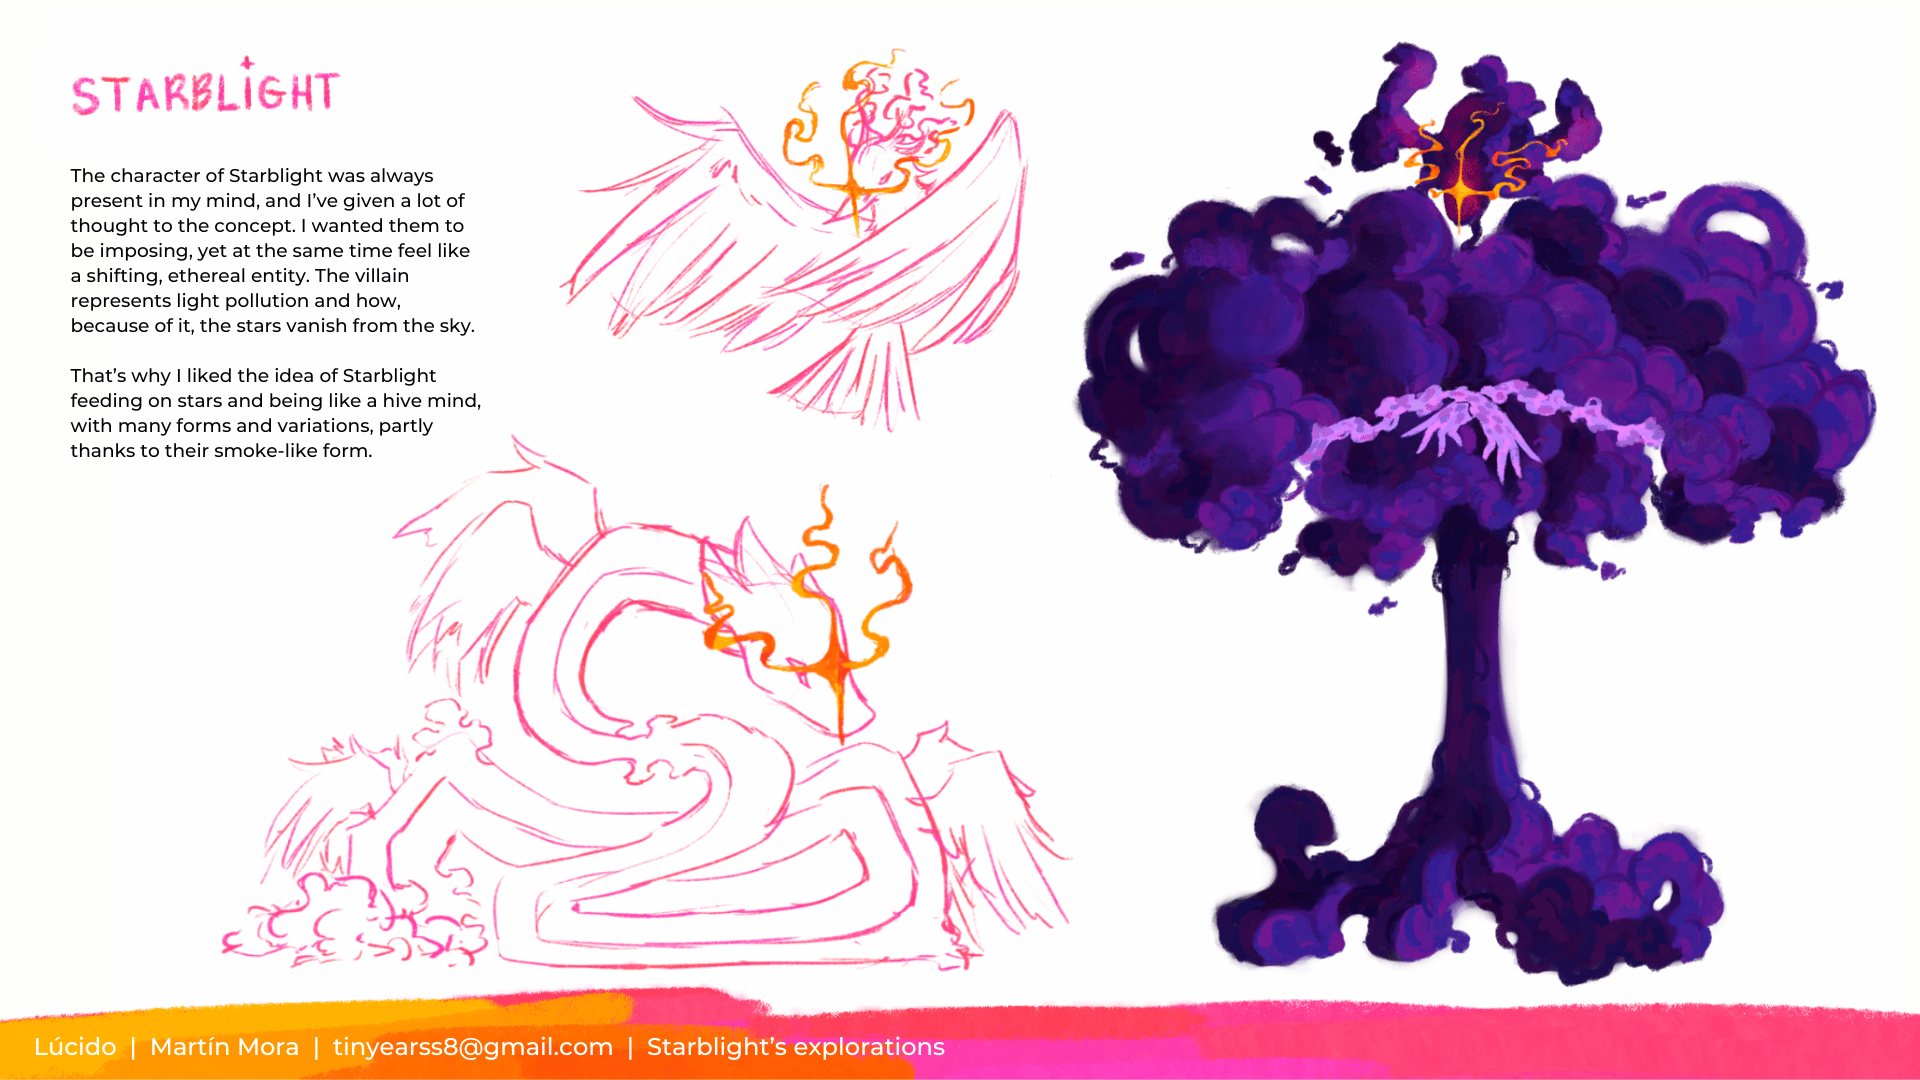 STARBLiGHT
The character of Starblight was always
present in my mind, and I’ve given a lot of
thought to the concept. I wanted them to
be imposing, yet at the same time feel like
a shifting, ethereal entity. The villain
represents light pollution and how,
because of it, the stars vanish from the sky.
That’s why I liked the idea of Starblight
feeding on stars and being like a hive mind,
with many forms and variations, partly
thanks to their smoke-like form.
Lúcido | Martín Mora | tinyearss8@gmail.com | Starblight’s explorations